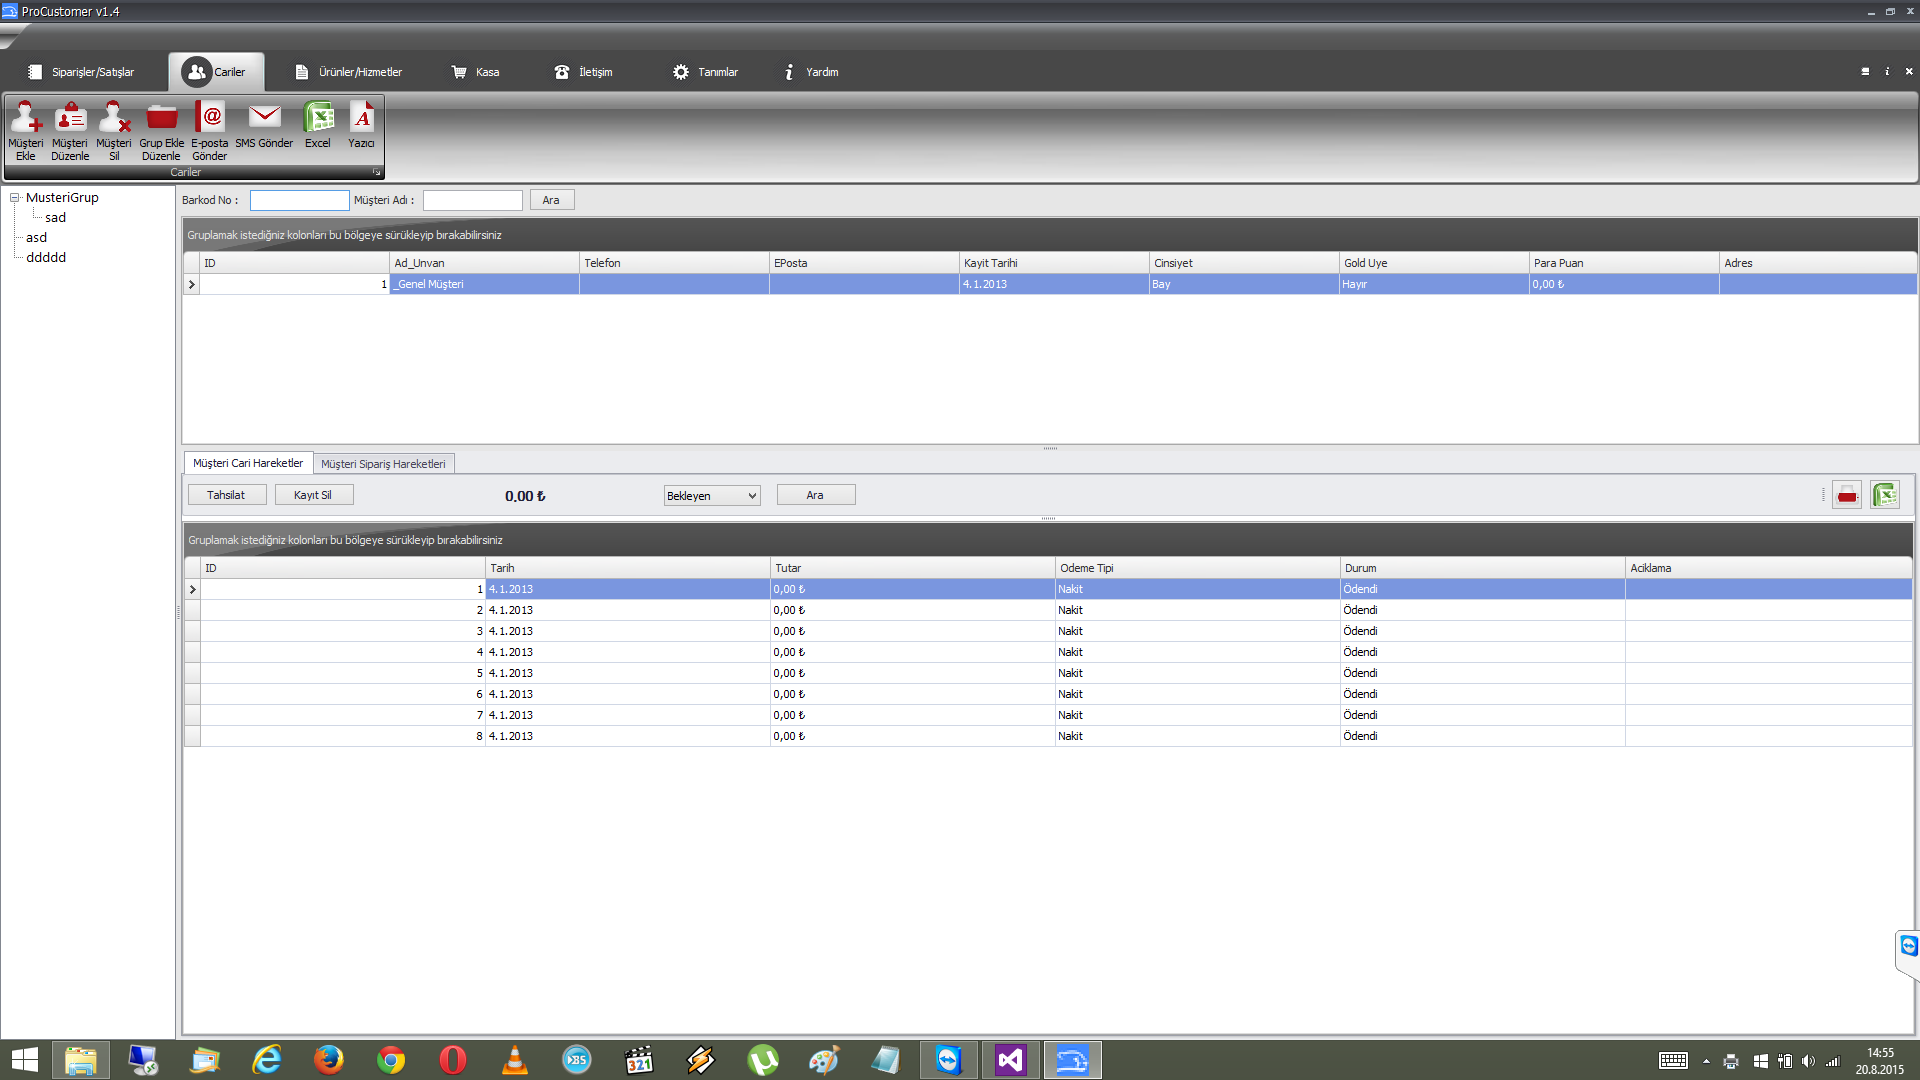 ProCustomer v1.4
Siparişler/Satışlar Cariler Ürünler/Hizmetler Kasa İletişim Tanımlar Yardım
Müşteri Ekle Müşteri Düzenle Müşteri Sil Grup Ekle Düzenle E-posta Gönder SMS Gönder Excel Yazıcı
Cariler
MusteriGrup
sad
asd
ddddd
Barkod No : Müşteri Adı : Ara
Gruplamak istediğniz kolonları bu bölgeye sürükleyip bırakabilirsiniz
ID Ad_Unvan Telefon EPosta Kayit Tarihi Cinsiyet Gold Uye Para Puan Adres
1 _Genel Müşteri 4.1.2013 Bay Hayır 0,00 ₺
Müşteri Cari Hareketler Müşteri Sipariş Hareketleri
Tahsilat Kayıt Sil 0,00 ₺ Bekleyen Ara
Gruplamak istediğniz kolonları bu bölgeye sürükleyip bırakabilirsiniz
ID Tarih Tutar Odeme Tipi Durum Aciklama
1 4.1.2013 0,00 ₺ Nakit Ödendi
2 4.1.2013 0,00 ₺ Nakit Ödendi
3 4.1.2013 0,00 ₺ Nakit Ödendi
4 4.1.2013 0,00 ₺ Nakit Ödendi
5 4.1.2013 0,00 ₺ Nakit Ödendi
6 4.1.2013 0,00 ₺ Nakit Ödendi
7 4.1.2013 0,00 ₺ Nakit Ödendi
8 4.1.2013 0,00 ₺ Nakit Ödendi
BS
321
14:55
20.8.2015